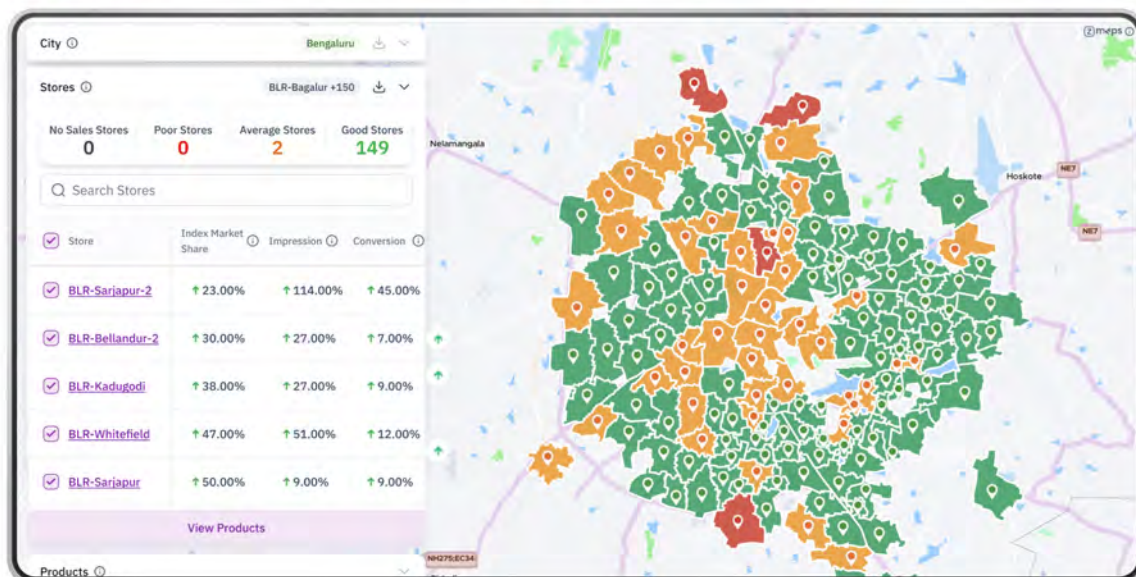 City
Bengaluru
Stores
BLR-Bagalur +150
No Sales Stores
0
Poor Stores
0
Average Stores
2
Good Stores
149
Search Stores
Store
Index Market
Share
Impression
Conversion
BLR-Sarjapur-2
↑ 23.00%
↑ 114.00%
↑ 45.00%
BLR-Bellandur-2
↑ 30.00%
↑ 27.00%
↑ 7.00%
BLR-Kadugodi
↑ 38.00%
↑ 27.00%
↑ 9.00%
BLR-Whitefield
↑ 47.00%
↑ 51.00%
↑ 12.00%
BLR-Sarjapur
↑ 50.00%
↑ 9.00%
↑ 9.00%
View Products
Products
maps
Nelamangala
Hoskote
NE7
NE7
NH275;EC34